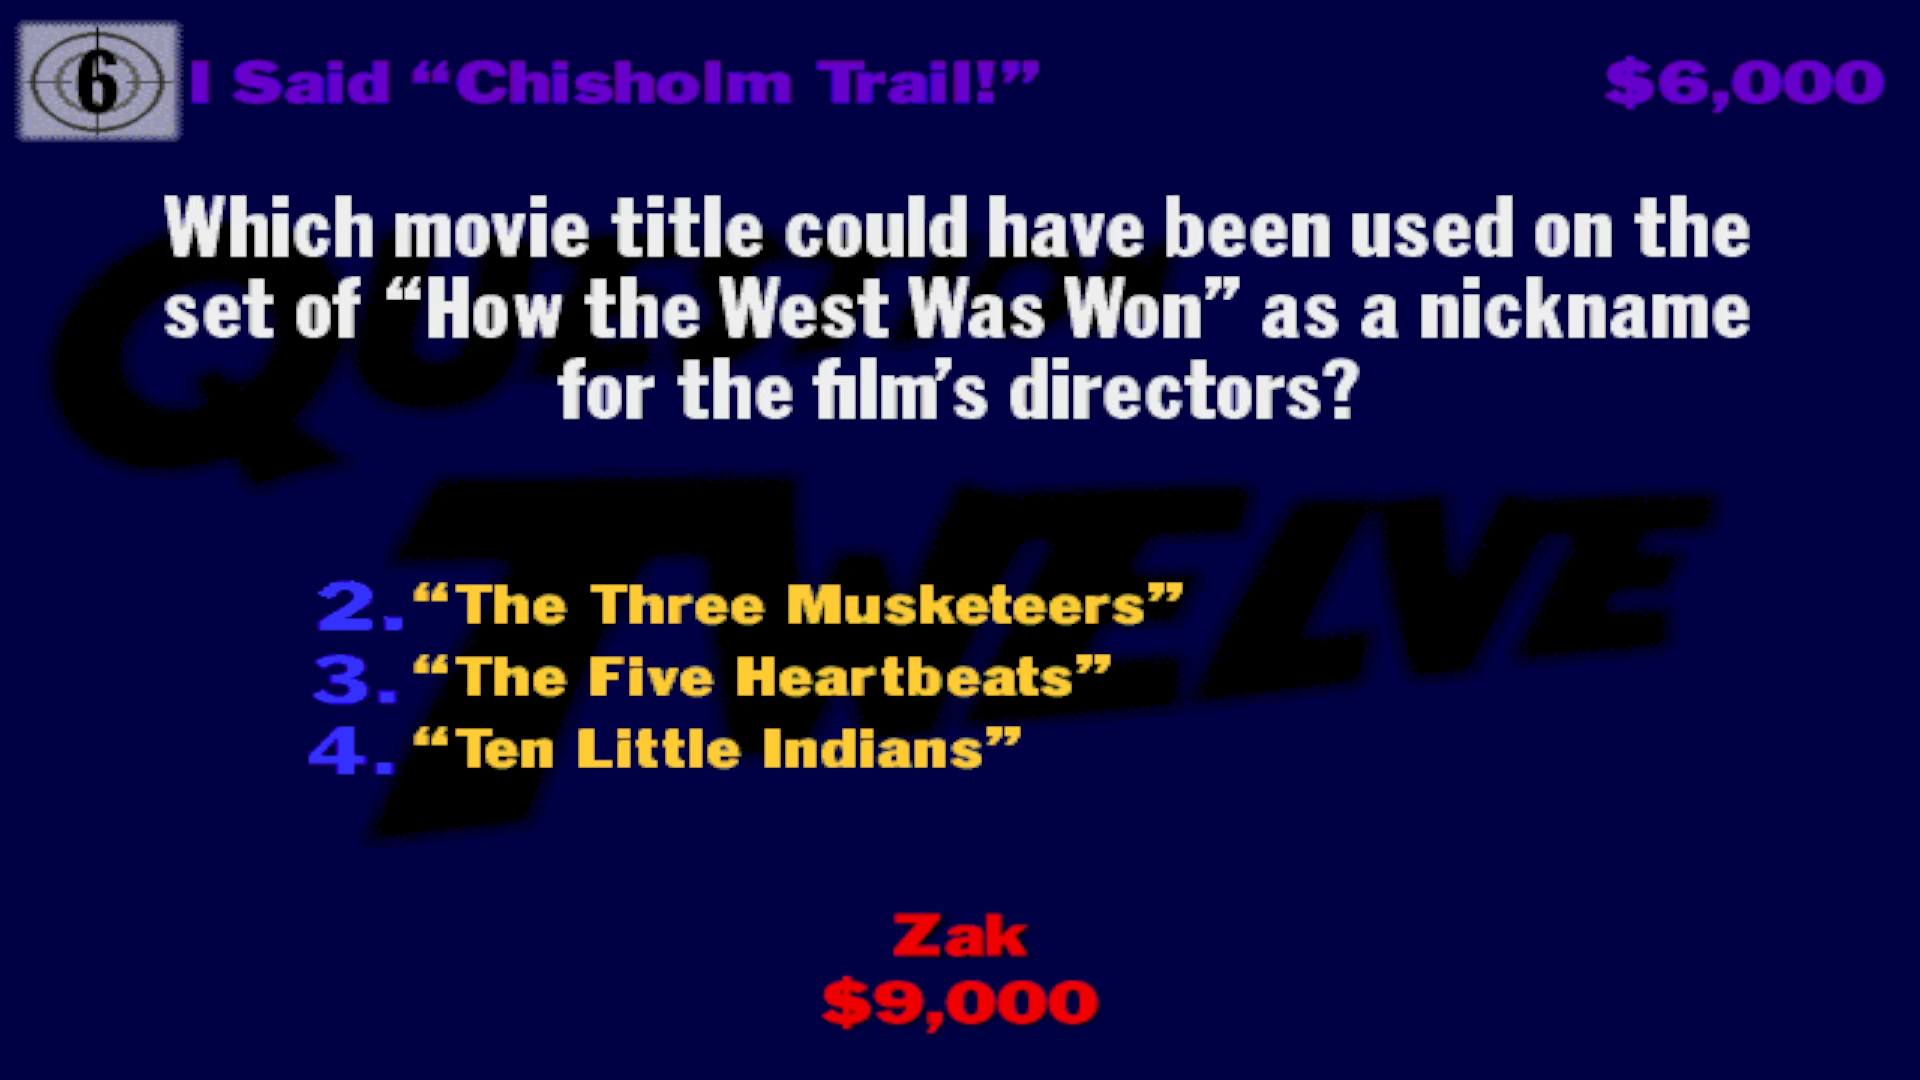 6 I Said “Chisholm Trail!” $6,000
Which movie title could have been used on the
set of “How the West Was Won” as a nickname
for the film’s directors?
QUESTION
TWELVE
2. “The Three Musketeers”
3. “The Five Heartbeats”
4. “Ten Little Indians”
Zak
$9,000